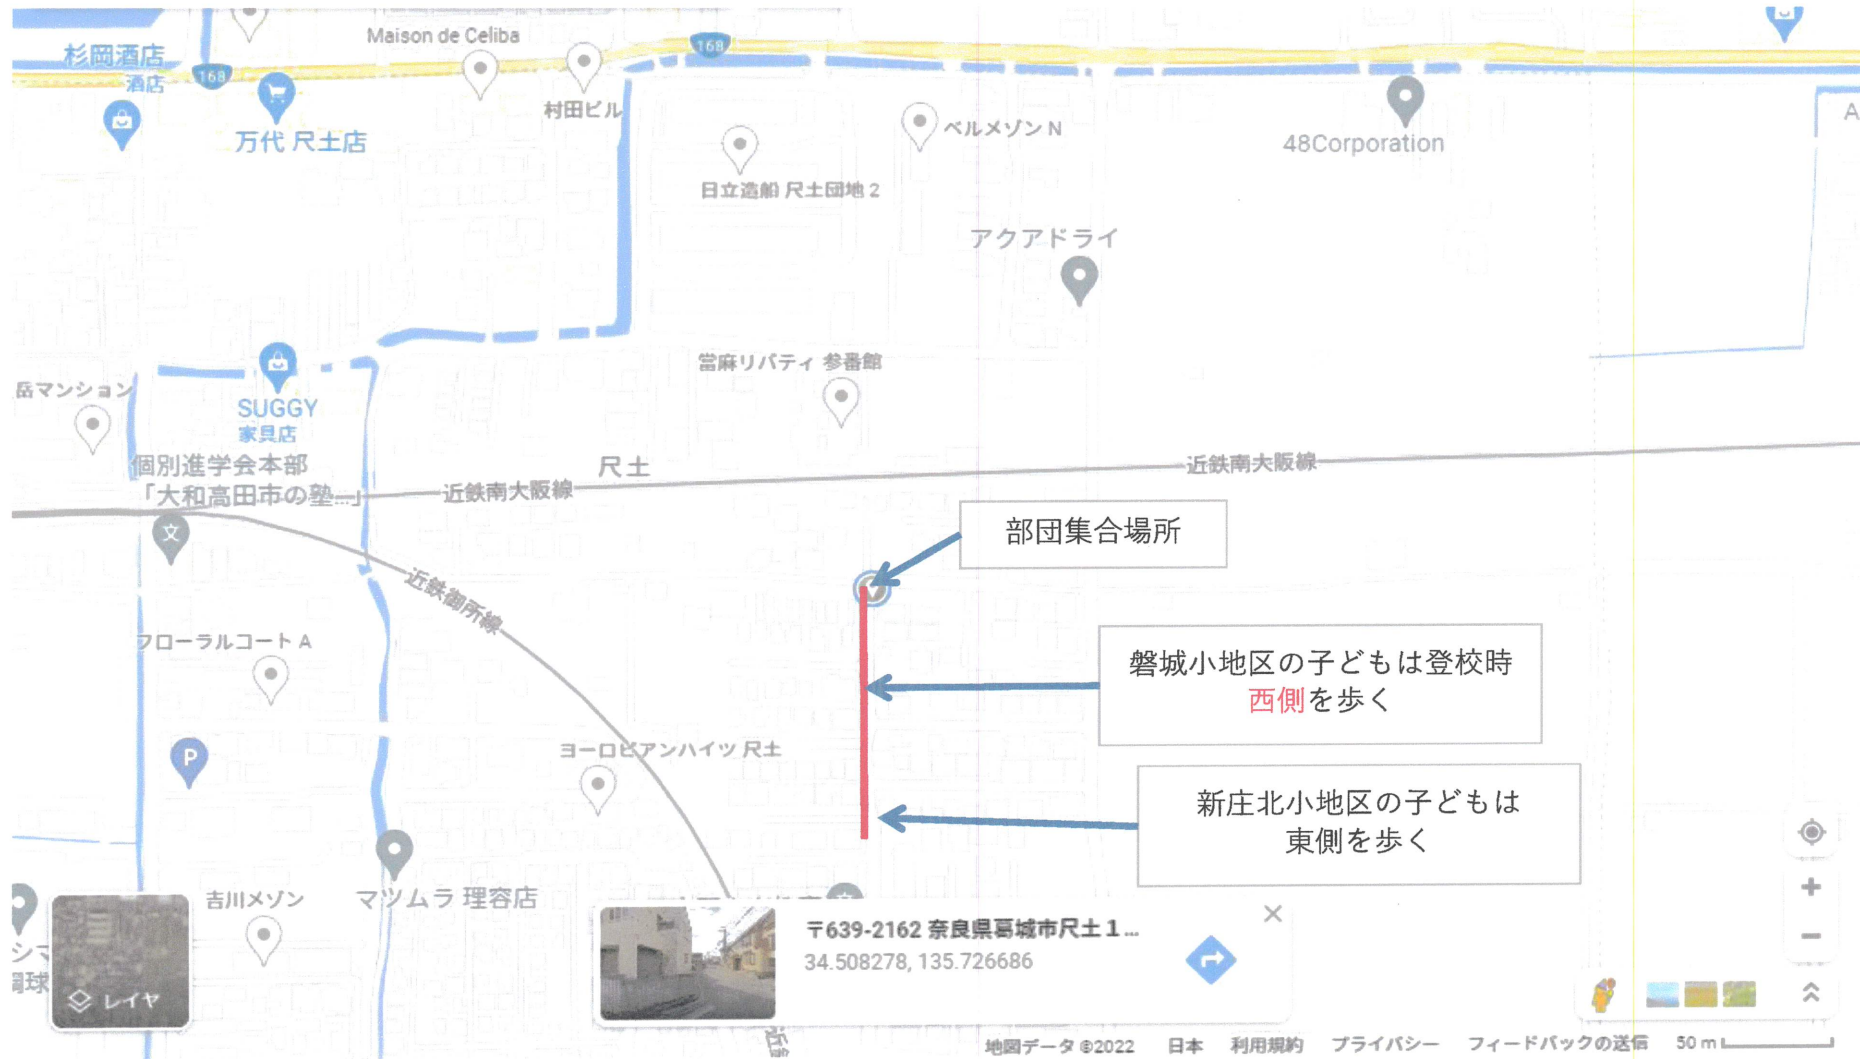 Maison de Celiba
168
杉岡酒店
酒店
168
村田ビル
万代 尺土店
ベルメゾン N
48Corporation
日立造船 尺土団地 2
アクアドライ
當麻リバティ 参番館
岳マンション
SUGGY
家具店
個別進学会本部
「大和高田市の塾...」
尺土
近鉄南大阪線
近鉄南大阪線
部団集合場所
近鉄御所線
フローラルコート A
磐城小地区の子どもは登校時
西側を歩く
ヨーロピアンハイツ 尺土
P
新庄北小地区の子どもは
東側を歩く
吉川メゾン
マツムラ 理容店
〒639-2162 奈良県葛城市尺土1...
34.508278, 135.726686
レイヤ
地図データ ©2022 日本 利用規約 プライバシー フィードバックの送信 50 m